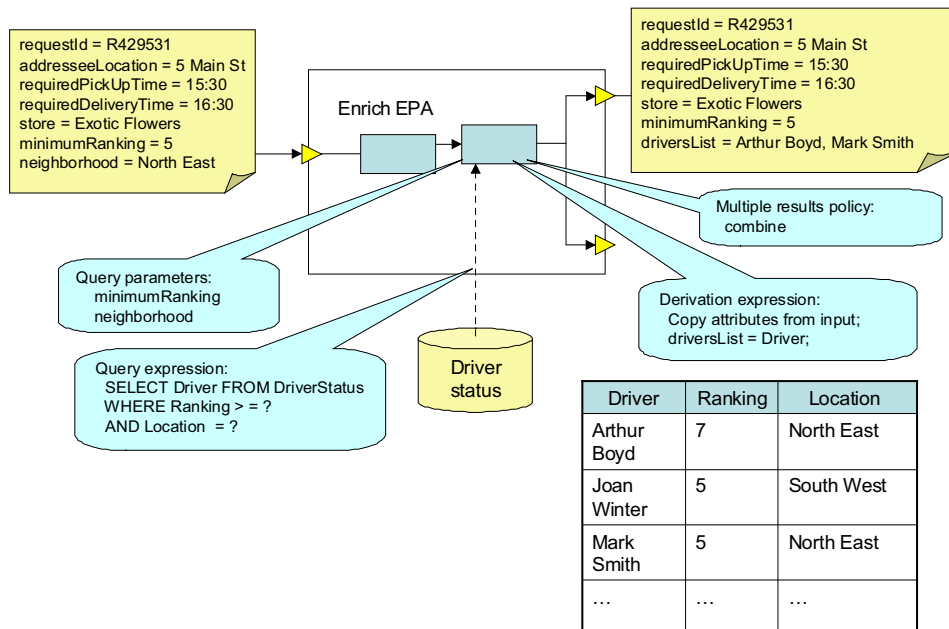 requestId = R429531
addresseeLocation = 5 Main St
requiredPickUpTime = 15:30
requiredDeliveryTime = 16:30
store = Exotic Flowers
minimumRanking = 5
neighborhood = North East
Enrich EPA
requestId = R429531
addresseeLocation = 5 Main St
requiredPickUpTime = 15:30
requiredDeliveryTime = 16:30
store = Exotic Flowers
minimumRanking = 5
driversList = Arthur Boyd, Mark Smith
Multiple results policy:
combine
Query parameters:
minimumRanking
neighborhood
Derivation expression:
Copy attributes from input;
driversList = Driver;
Query expression:
SELECT Driver FROM DriverStatus
WHERE Ranking > = ?
AND Location = ?
Driver
status
Driver Ranking Location
Arthur
Boyd 7 North East
Joan
Winter 5 South West
Mark
Smith 5 North East
... ... ...